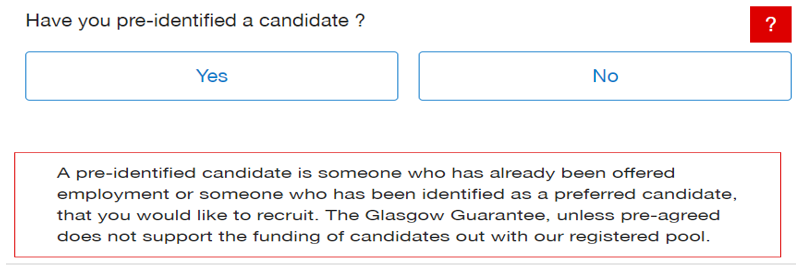 Have you pre-identified a candidate ?
?
Yes
No
A pre-identified candidate is someone who has already been offered
employment or someone who has been identified as a preferred candidate,
that you would like to recruit. The Glasgow Guarantee, unless pre-agreed
does not support the funding of candidates out with our registered pool.